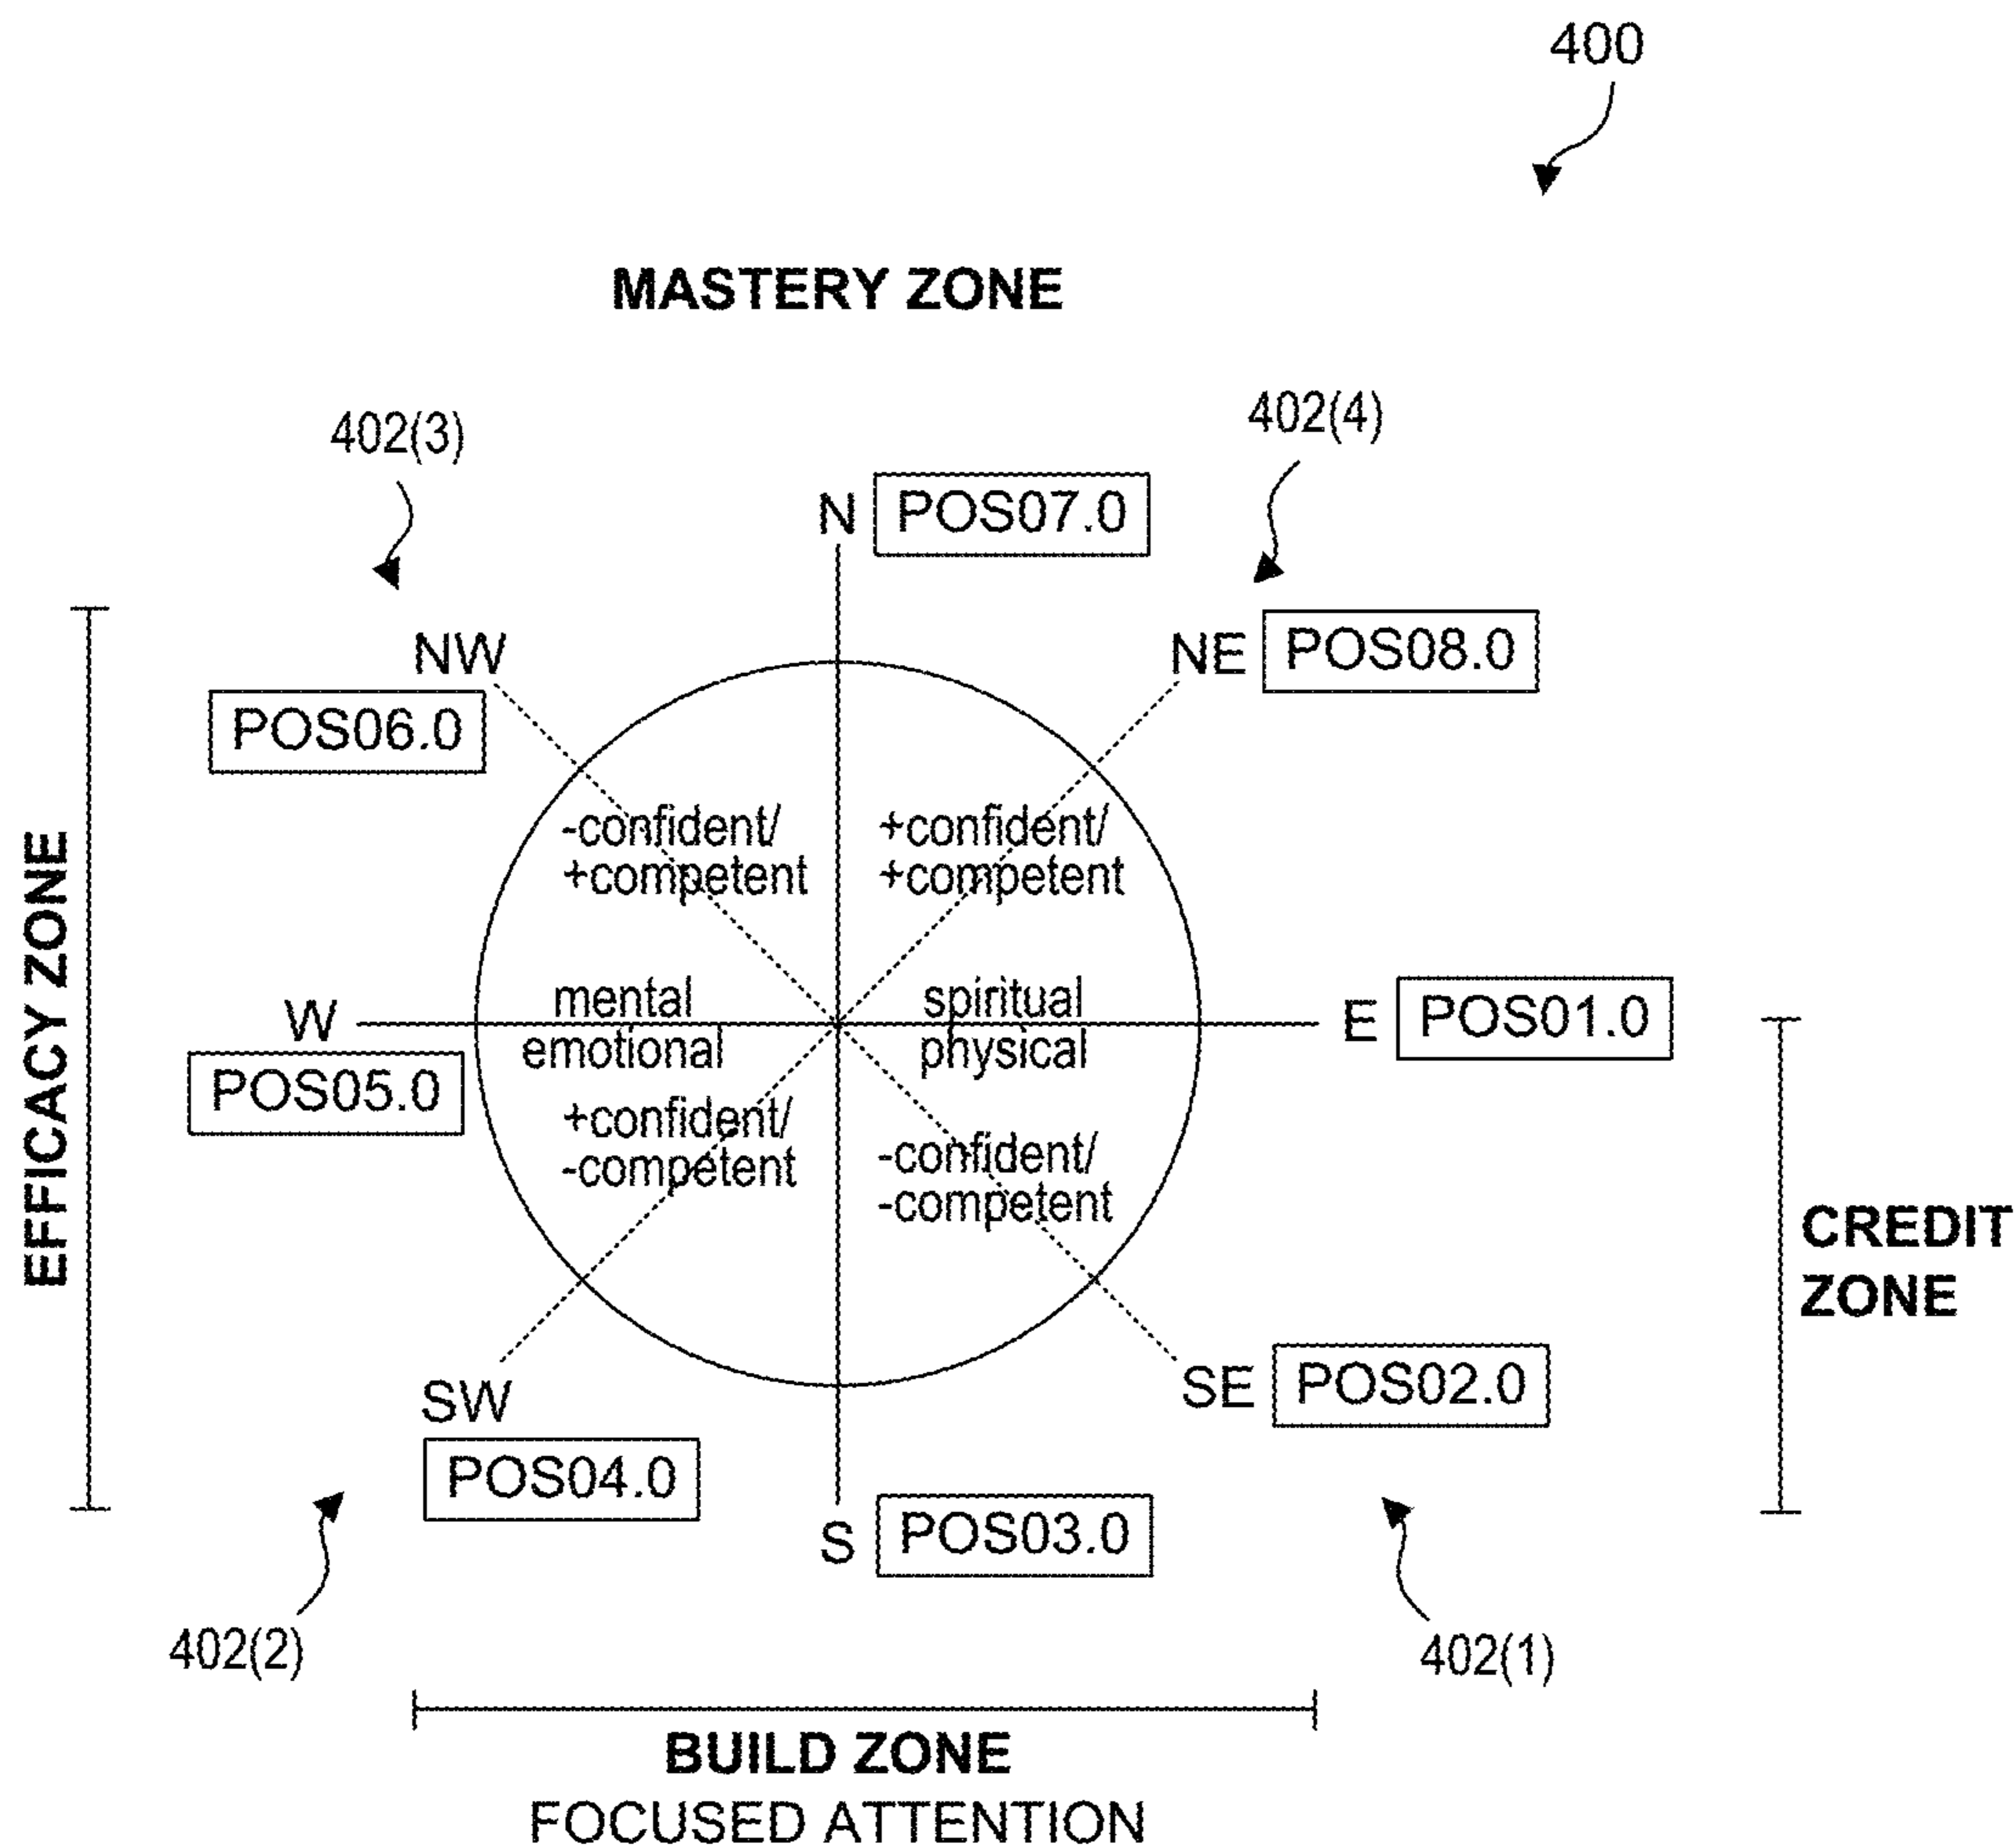 400
MASTERY ZONE
402(3)
402(4)
N POS07.0
NW
NE POS08.0
POS06.0
-confident/
+competent
+confident/
+competent
EFFICACY ZONE
mental
emotional
spiritual
physical
W
POS05.0
E POS01.0
+confident/
-competent
-confident/
-competent
CREDIT
ZONE
SW
POS04.0
SE POS02.0
S POS03.0
402(2)
402(1)
BUILD ZONE
FOCUSED ATTENTION